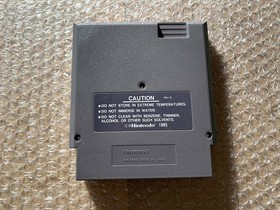 CAUTION
• DO NOT STORE IN EXTREME TEMPERATURES.
• DO NOT IMMERSE IN WATER.
• DO NOT CLEAN WITH BENZENE, THINNER,
ALCOHOL OR OTHER SUCH SOLVENTS.
©Nintendo 1985